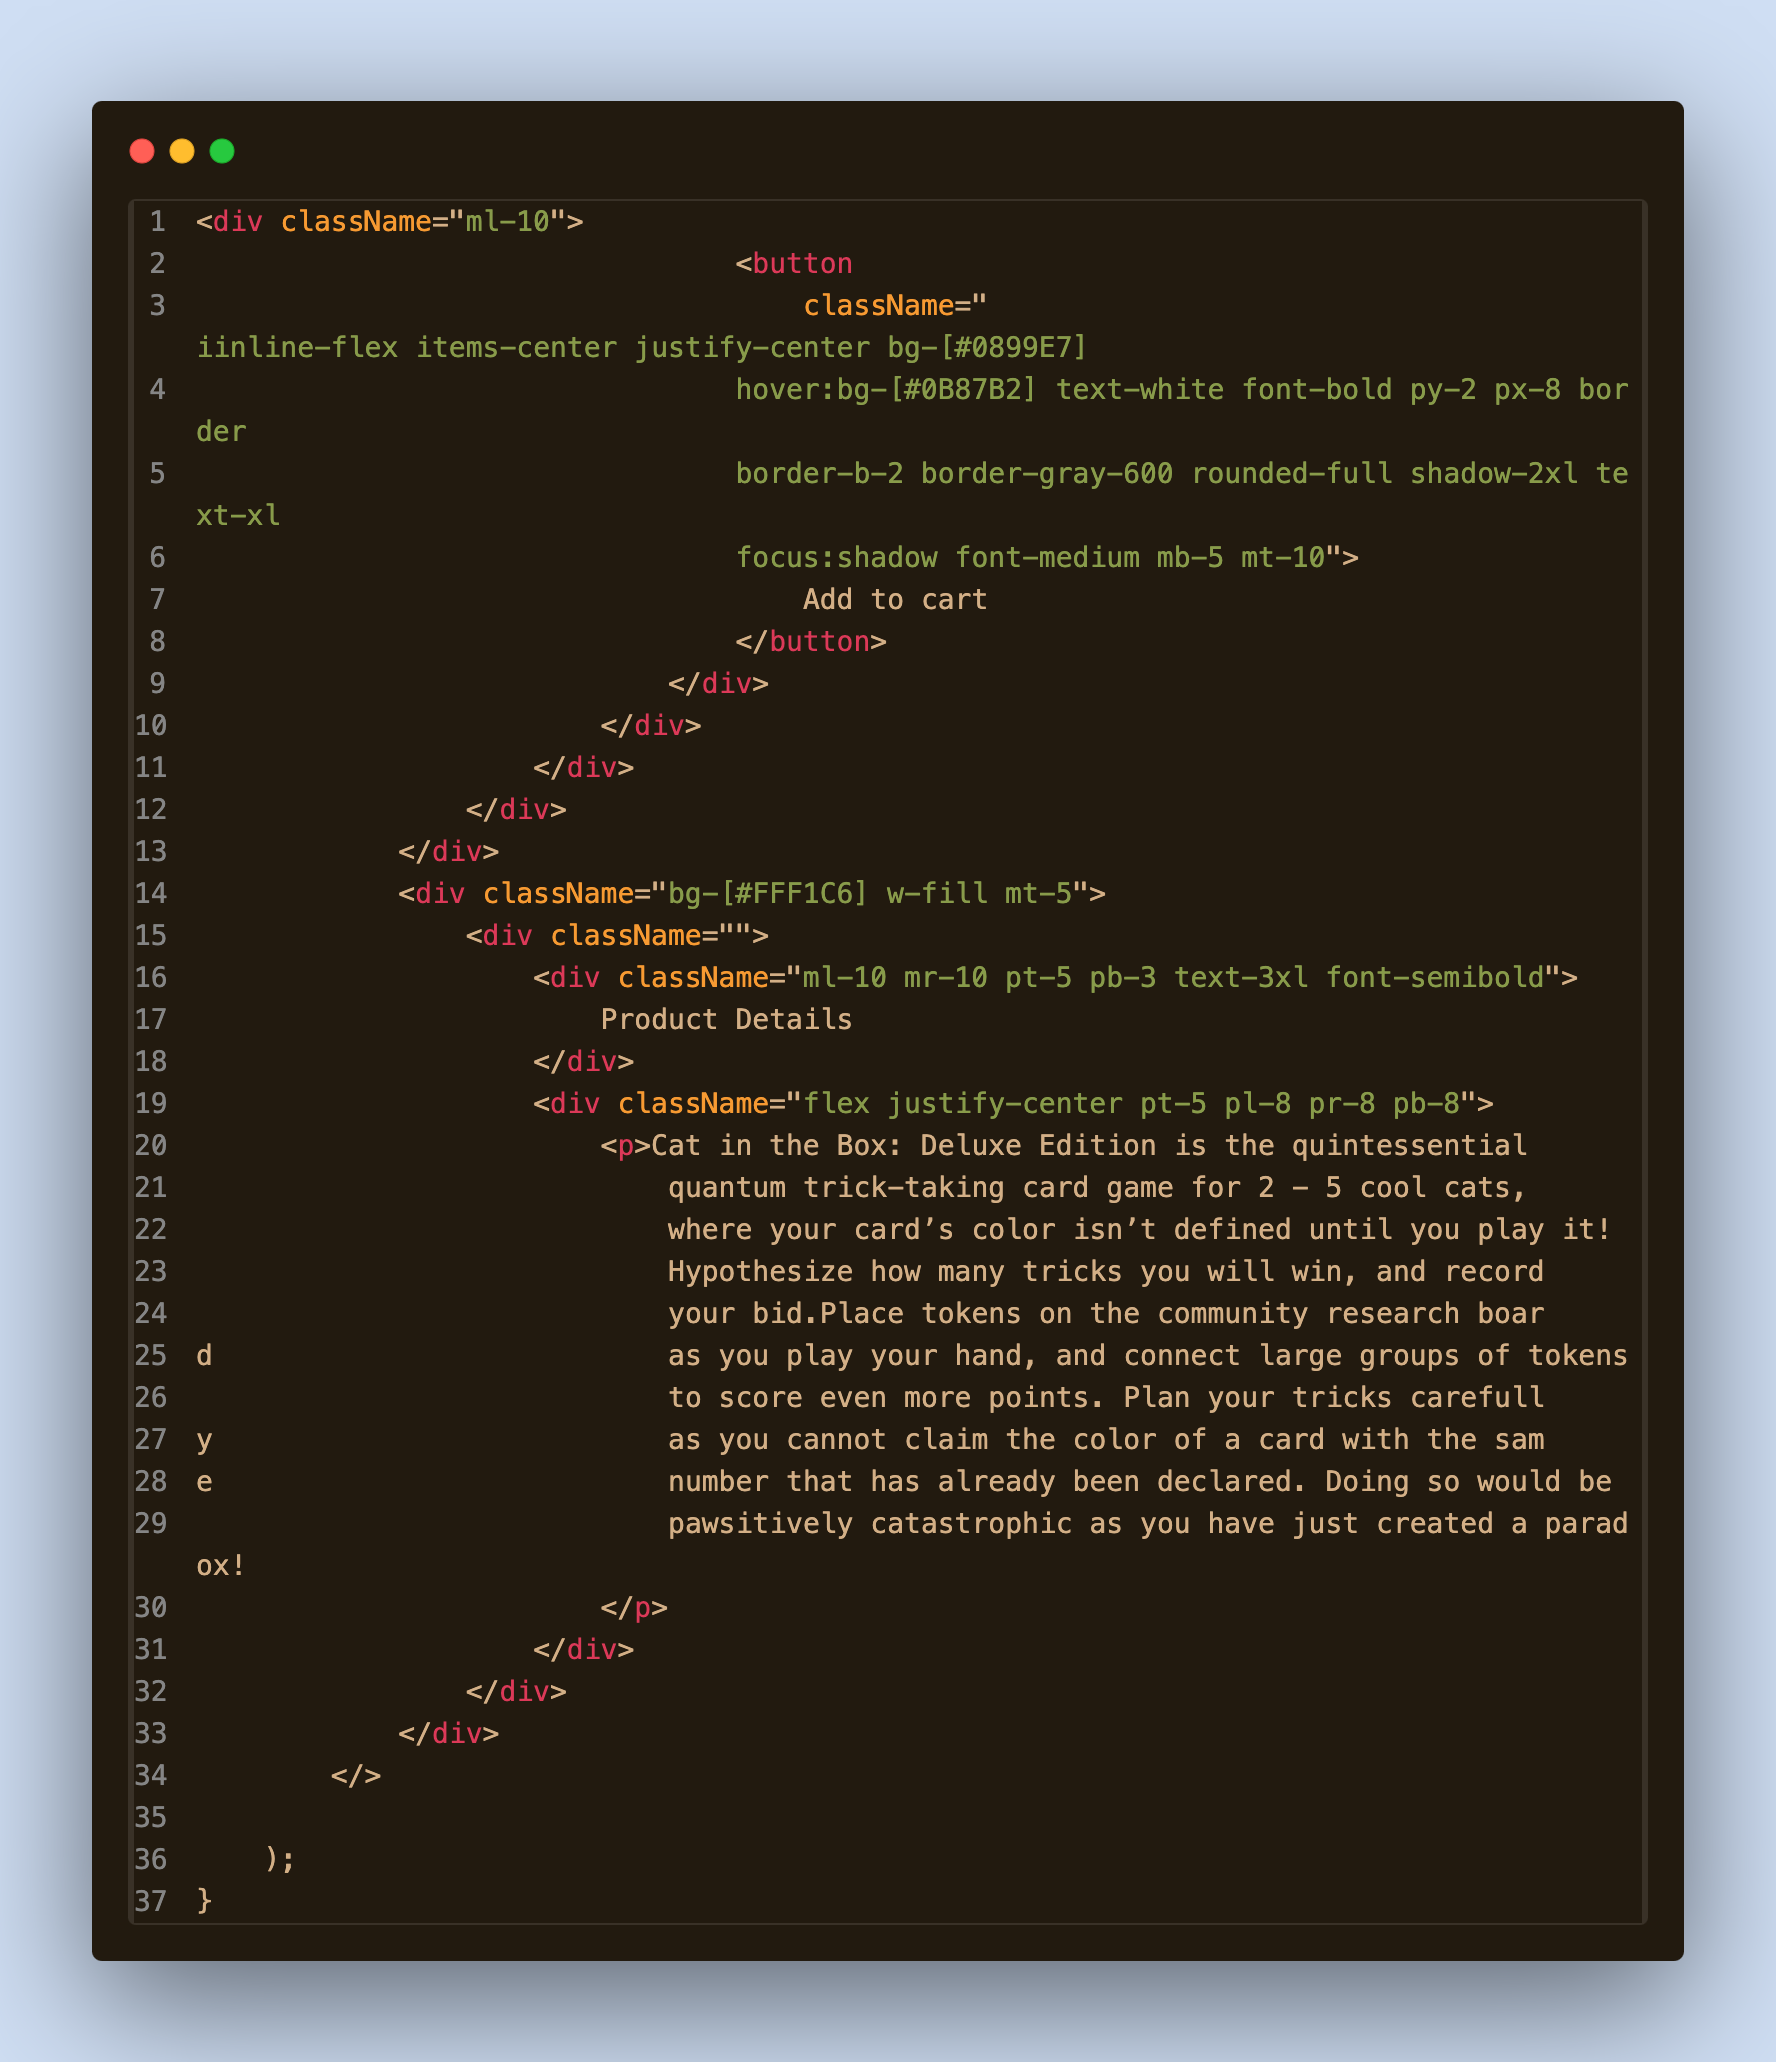 1 <div className="ml-10">
2 <button
3 className="
iinline-flex items-center justify-center bg-[#0899E7]
4 hover:bg-[#0B87B2] text-white font-bold py-2 px-8 bor
der
5 border-b-2 border-gray-600 rounded-full shadow-2xl te
xt-xl
6 focus:shadow font-medium mb-5 mt-10">
7 Add to cart
8 </button>
9 </div>
10 </div>
11 </div>
12 </div>
13 </div>
14 <div className="bg-[#FFF1C6] w-fill mt-5">
15 <div className="">
16 <div className="ml-10 mr-10 pt-5 pb-3 text-3xl font-semibold">
17 Product Details
18 </div>
19 <div className="flex justify-center pt-5 pl-8 pr-8 pb-8">
20 <p>Cat in the Box: Deluxe Edition is the quintessential
21 quantum trick-taking card game for 2 – 5 cool cats,
22 where your card’s color isn’t defined until you play it!
23 Hypothesize how many tricks you will win, and record
24 your bid.Place tokens on the community research boar
25 d as you play your hand, and connect large groups of tokens
26 to score even more points. Plan your tricks carefull
27 y as you cannot claim the color of a card with the sam
28 e number that has already been declared. Doing so would be
29 pawsitively catastrophic as you have just created a parad
ox!
30 </p>
31 </div>
32 </div>
33 </div>
34 </>
35
36 );
37 }